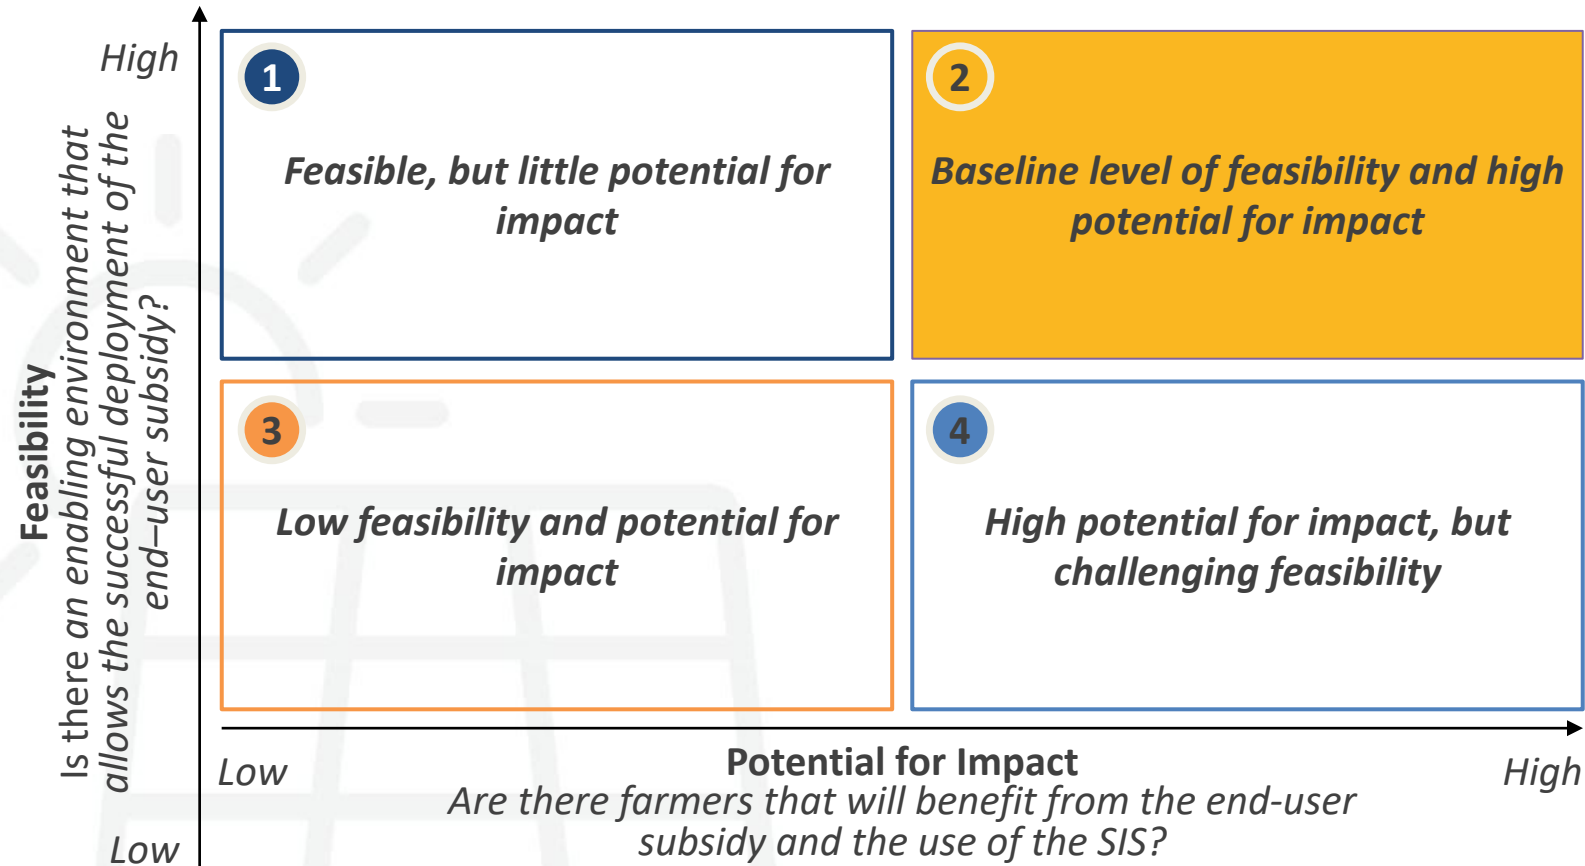 High
Feasibility
Is there an enabling environment that
allows the successful deployment of the
end–user subsidy?
Low
1
Feasible, but little potential for
impact
2
Baseline level of feasibility and high
potential for impact
3
Low feasibility and potential for
impact
4
High potential for impact, but
challenging feasibility
Low
Potential for Impact
High
Are there farmers that will benefit from the end-user
subsidy and the use of the SIS?